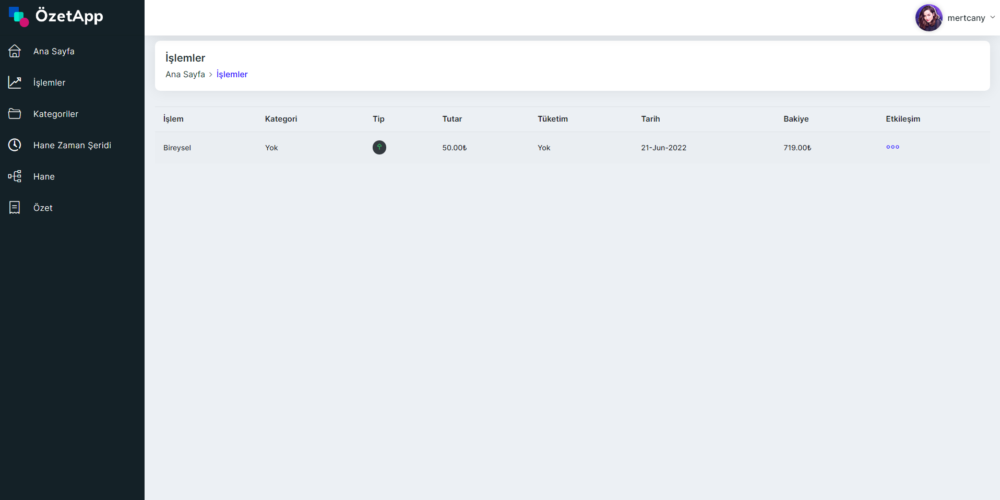 ÖzetApp
mertcany
Ana Sayfa
İşlemler
Kategoriler
Hane Zaman Şeridi
Hane
Özet
İşlemler
Ana Sayfa > İşlemler
İşlem Kategori Tip Tutar Tüketim Tarih Bakiye Etkileşim
Bireysel Yok 50.00₺ Yok 21-Jun-2022 719.00₺